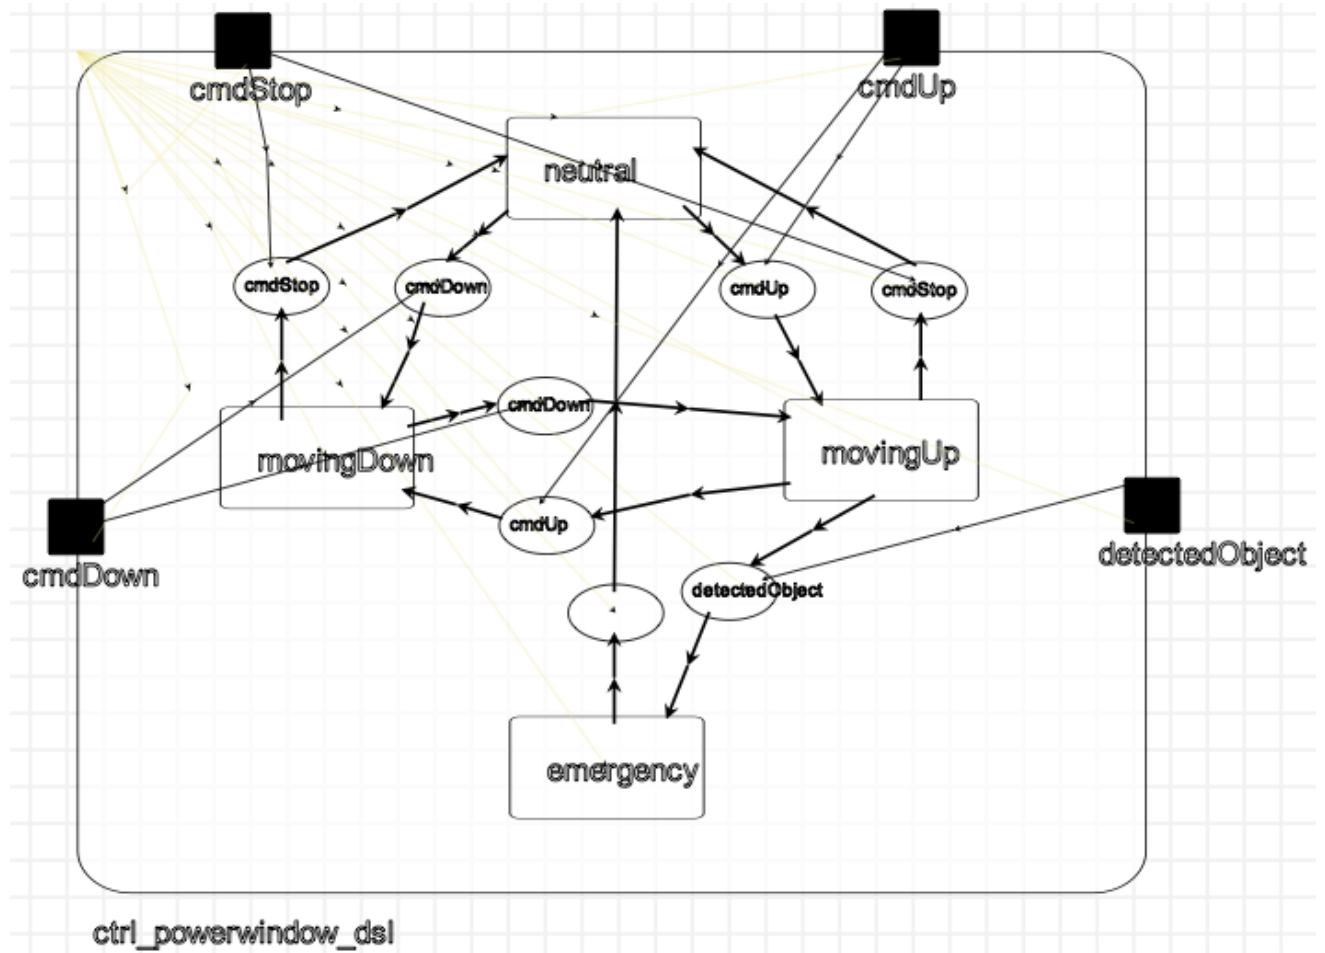 cmdStop
cmdUp
neutral
cmdStop
cmdDown
cmdUp
cmdStop
cmdDown
movingDown
movingUp
cmdUp
detectedObject
cmdDown
detectedObject
emergency
ctrl_powerwindow_dsl